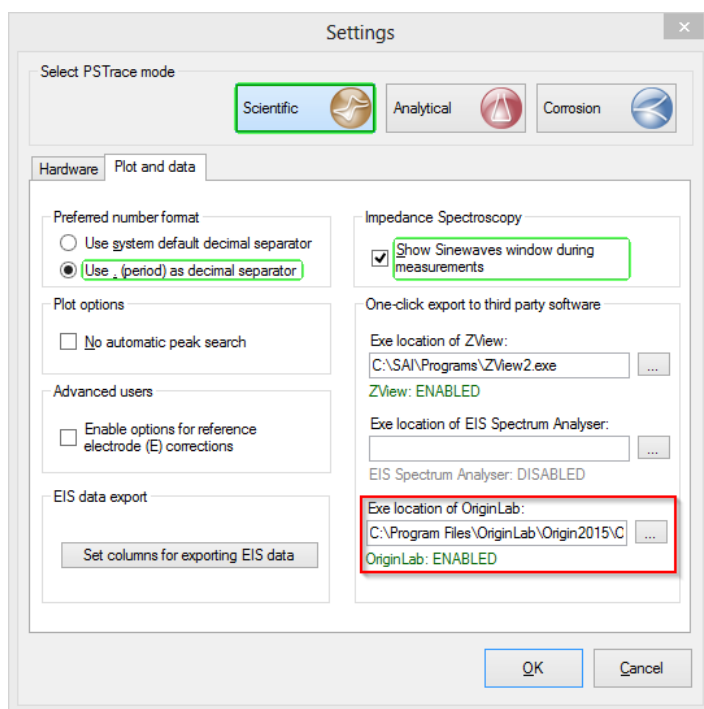 Settings
Select PSTrace mode
Scientific
Analytical
Corrosion
Hardware
Plot and data
Preferred number format
Use system default decimal separator
Use . (period) as decimal separator
Impedance Spectroscopy
Show Sinewaves window during
measurements
Plot options
No automatic peak search
One-click export to third party software
Exe location of ZView:
C:\SAI\Programs\ZView2.exe
...
ZView: ENABLED
Advanced users
Enable options for reference
electrode (E) corrections
Exe location of EIS Spectrum Analyser:
...
EIS Spectrum Analyser: DISABLED
EIS data export
Set columns for exporting EIS data
Exe location of OriginLab:
C:\Program Files\OriginLab\Origin2015\O
...
OriginLab: ENABLED
OK
Cancel